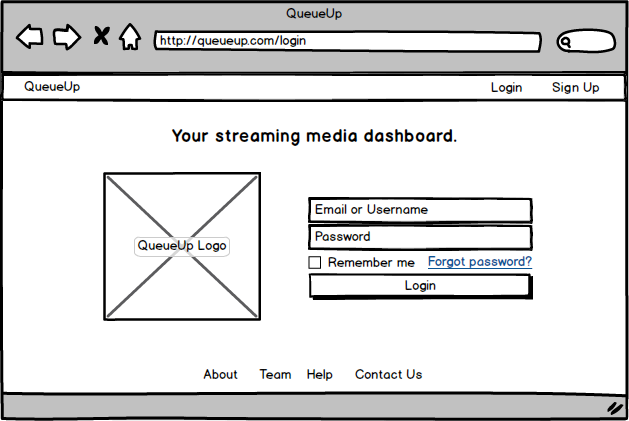 QueueUp
http://queueup.com/login
QueueUp Login Sign Up
Your streaming media dashboard.
QueueUp Logo
Email or Username
Password
Remember me Forgot password?
Login
About Team Help Contact Us